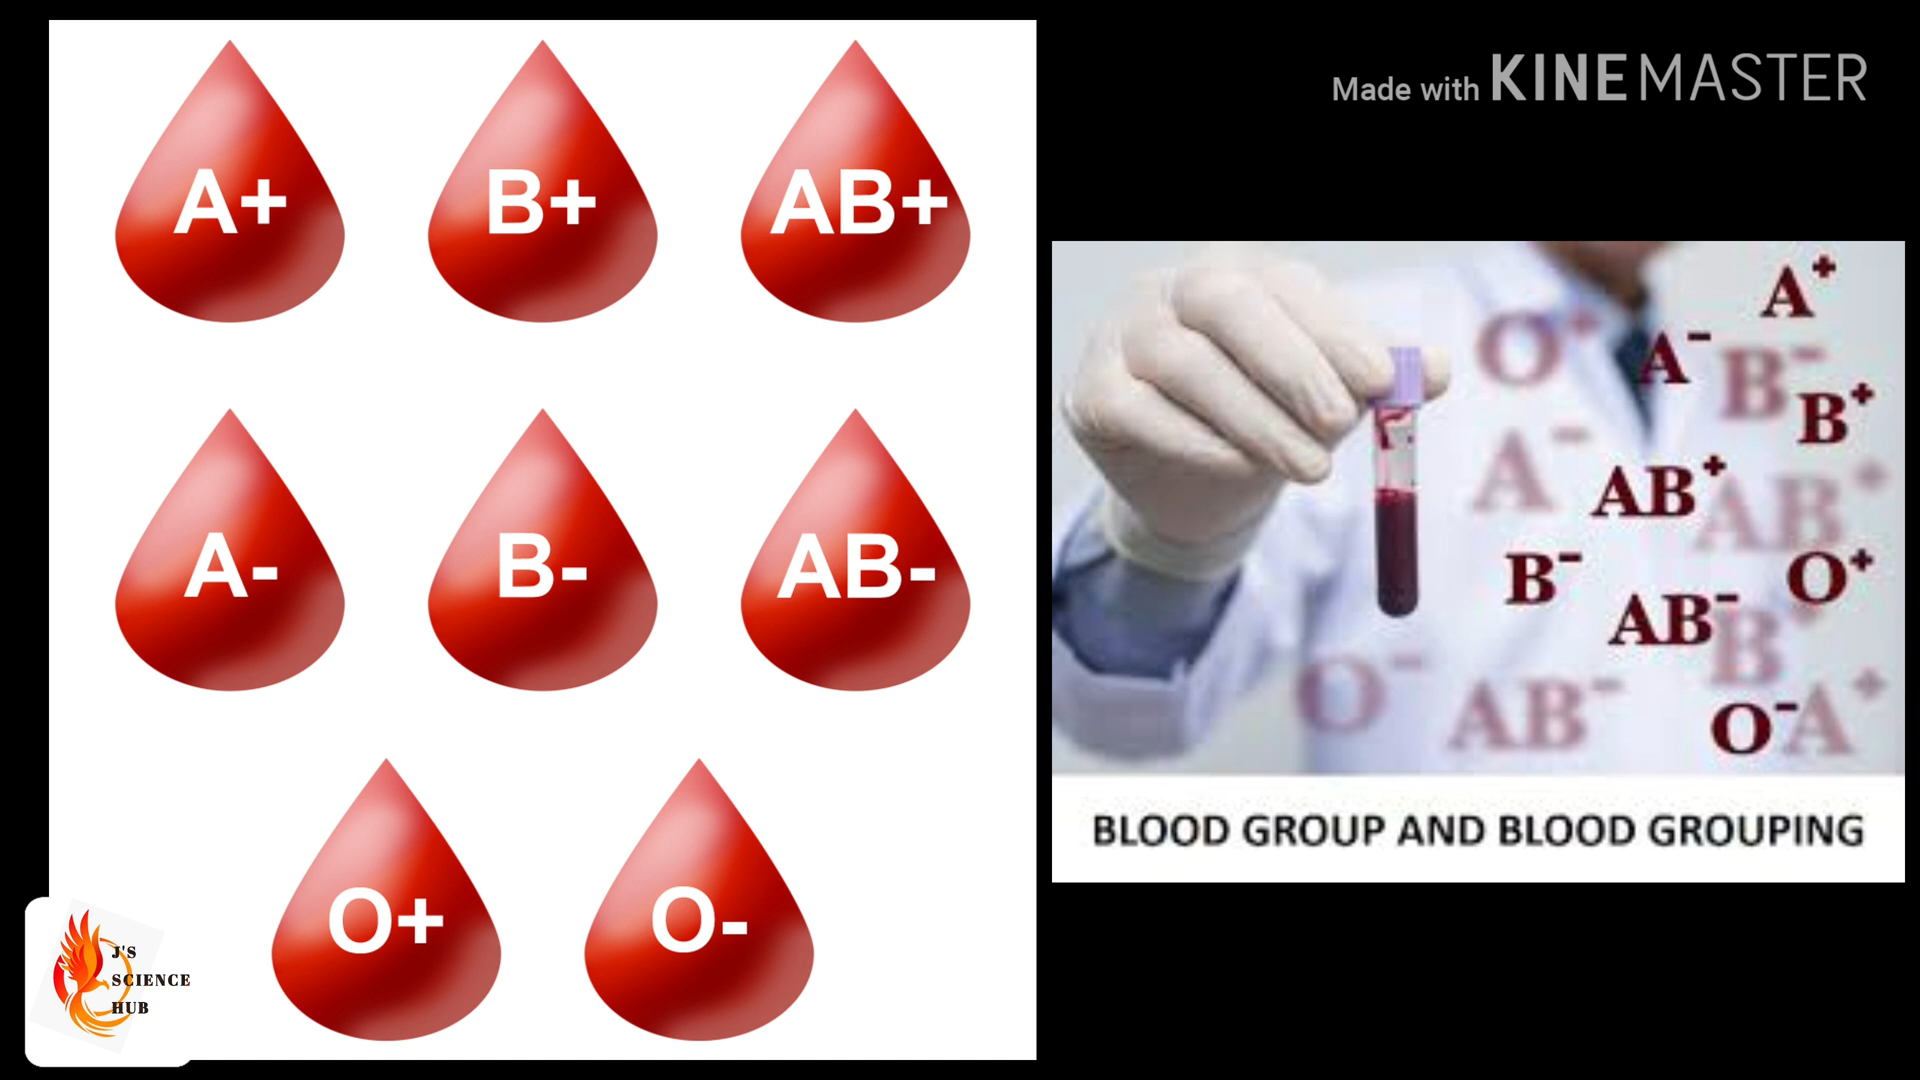 A+ B+ AB+
A- B- AB-
O+ O-
J'S
SCIENCE
HUB
Made with KINEMASTER
A+
O+ A- B-
B+
A- AB+ AB+
B- O+
AB- B+
O- AB- O- A+
BLOOD GROUP AND BLOOD GROUPING